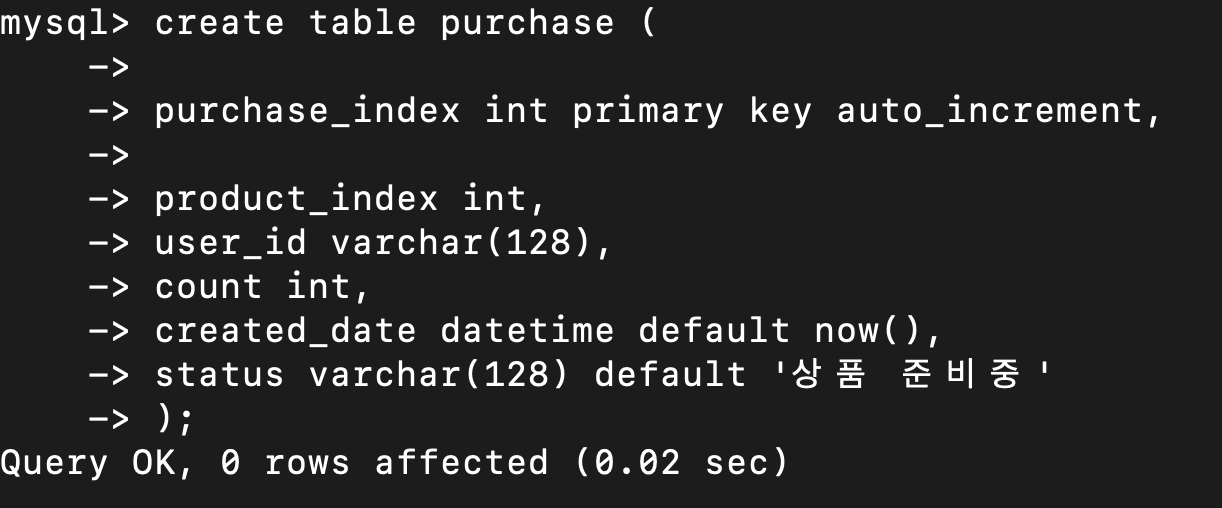 mysql> create table purchase (
    ->
    -> purchase_index int primary key auto_increment,
    ->
    -> product_index int,
    -> user_id varchar(128),
    -> count int,
    -> created_date datetime default now(),
    -> status varchar(128) default '상품 준비중'
    -> );
Query OK, 0 rows affected (0.02 sec)